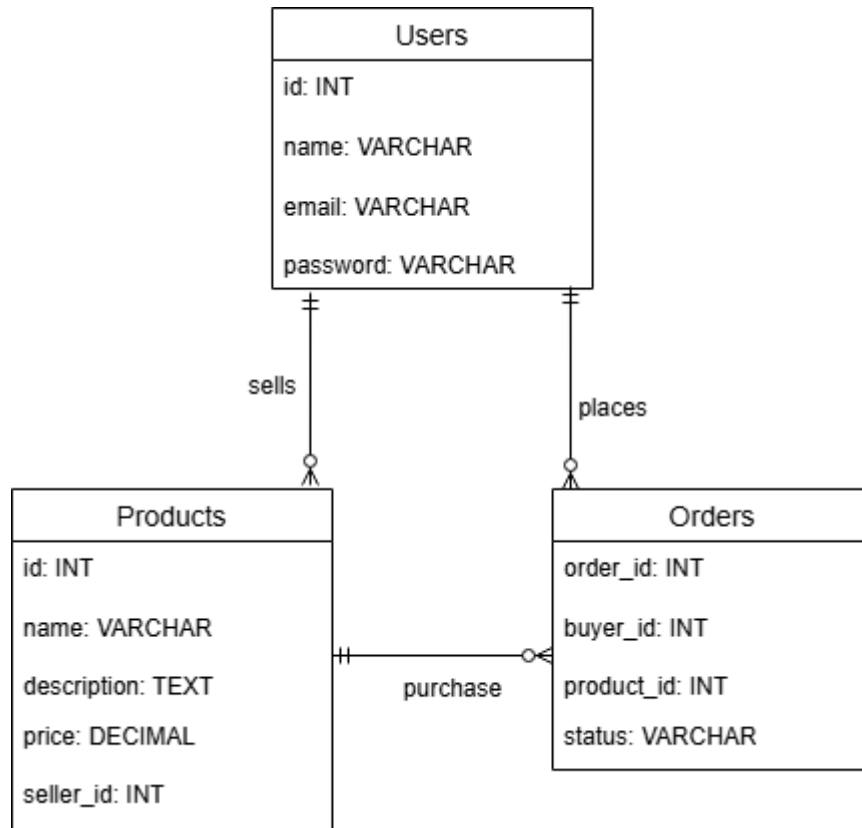 Users
id: INT
name: VARCHAR
email: VARCHAR
password: VARCHAR
sells
places
Products
id: INT
name: VARCHAR
description: TEXT
price: DECIMAL
seller_id: INT
purchase
Orders
order_id: INT
buyer_id: INT
product_id: INT
status: VARCHAR